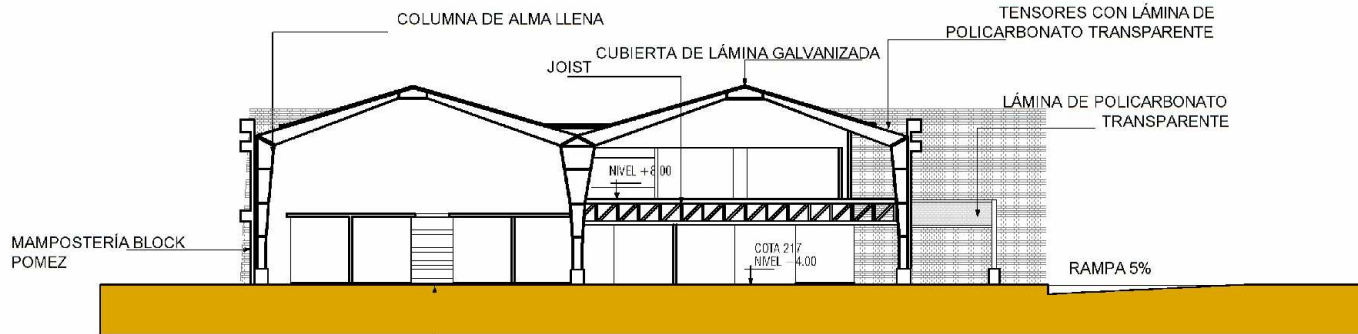 COLUMNA DE ALMA LLENA
TENSORES CON LÁMINA DE
POLICARBONATO TRANSPARENTE
CUBIERTA DE LÁMINA GALVANIZADA
JOIST
LÁMINA DE POLICARBONATO
TRANSPARENTE
NIVEL +8.00
MAMPOSTERÍA BLOCK
POMEZ
COTA 217
NIVEL -4.00
RAMPA 5%